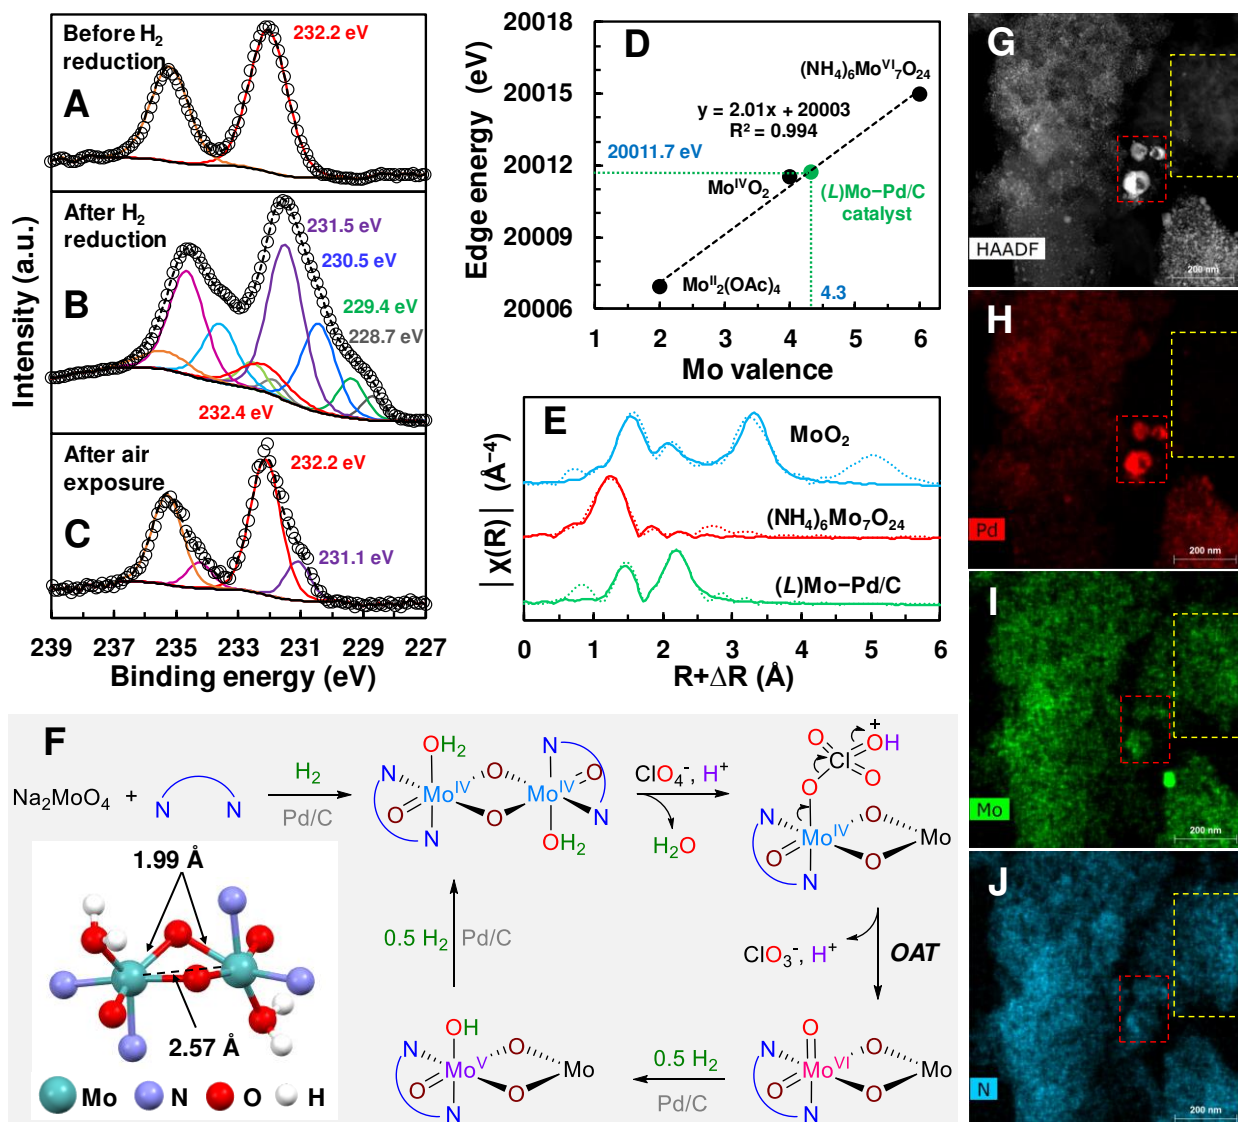 A
Before H₂
reduction
232.2 eV
B
After H₂
reduction
231.5 eV
230.5 eV
229.4 eV
228.7 eV
232.4 eV
C
After air
exposure
232.2 eV
231.1 eV
Intensity (a.u.)
239 237 235 233 231 229 227
Binding energy (eV)
D
Edge energy (eV)
20018
20015
20012
20009
20006
(NH₄)₆Moⱽᴵ₇O₂₄
y = 2.01x + 20003
R² = 0.994
20011.7 eV
MoᴵⱽO₂
(L)Mo−Pd/C
catalyst
Moᴵᴵ₂(OAc)₄
4.3
1 2 3 4 5 6
Mo valence
E
|χ(R)| (Å⁻⁴)
MoO₂
(NH₄)₆Mo₇O₂₄
(L)Mo−Pd/C
0 1 2 3 4 5 6
R+ΔR (Å)
F
Na₂MoO₄ + N N
H₂
Pd/C
OH₂
N
O
Moᴵⱽ
N
O
O
N
O
Moᴵⱽ
N
OH₂
ClO₄⁻, H⁺
H₂O
O
Cl
+
OH
O
O
N
O
Moᴵⱽ
N
O
O
Mo
ClO₃⁻, H⁺
OAT
O
N
O
Moⱽᴵ
N
O
O
Mo
0.5 H₂
Pd/C
OH
N
O
Moⱽ
N
O
O
Mo
0.5 H₂
Pd/C
1.99 Å
2.57 Å
Mo N O H
G
HAADF
200 nm
H
Pd
200 nm
I
Mo
200 nm
J
N
200 nm